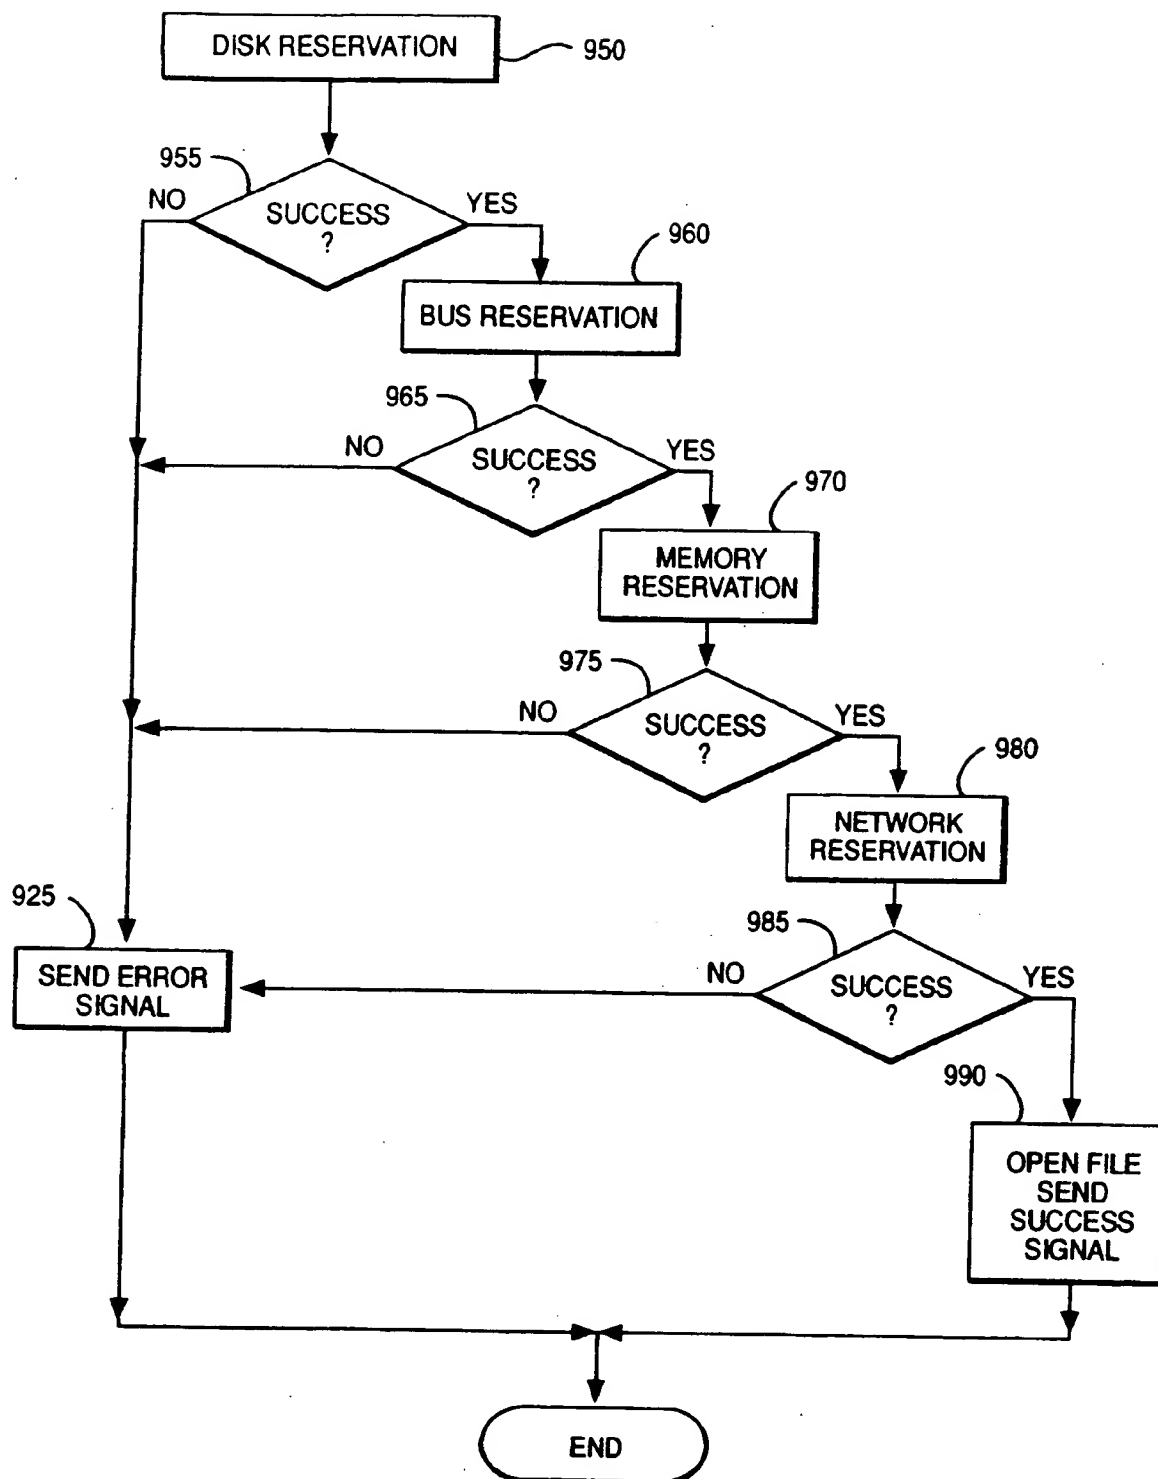 DISK RESERVATION
950
955
NO
YES
SUCCESS
?
960
BUS RESERVATION
965
NO
YES
SUCCESS
?
970
MEMORY
RESERVATION
975
NO
YES
SUCCESS
?
980
NETWORK
RESERVATION
925
SEND ERROR
SIGNAL
985
NO
YES
SUCCESS
?
990
OPEN FILE
SEND
SUCCESS
SIGNAL
END